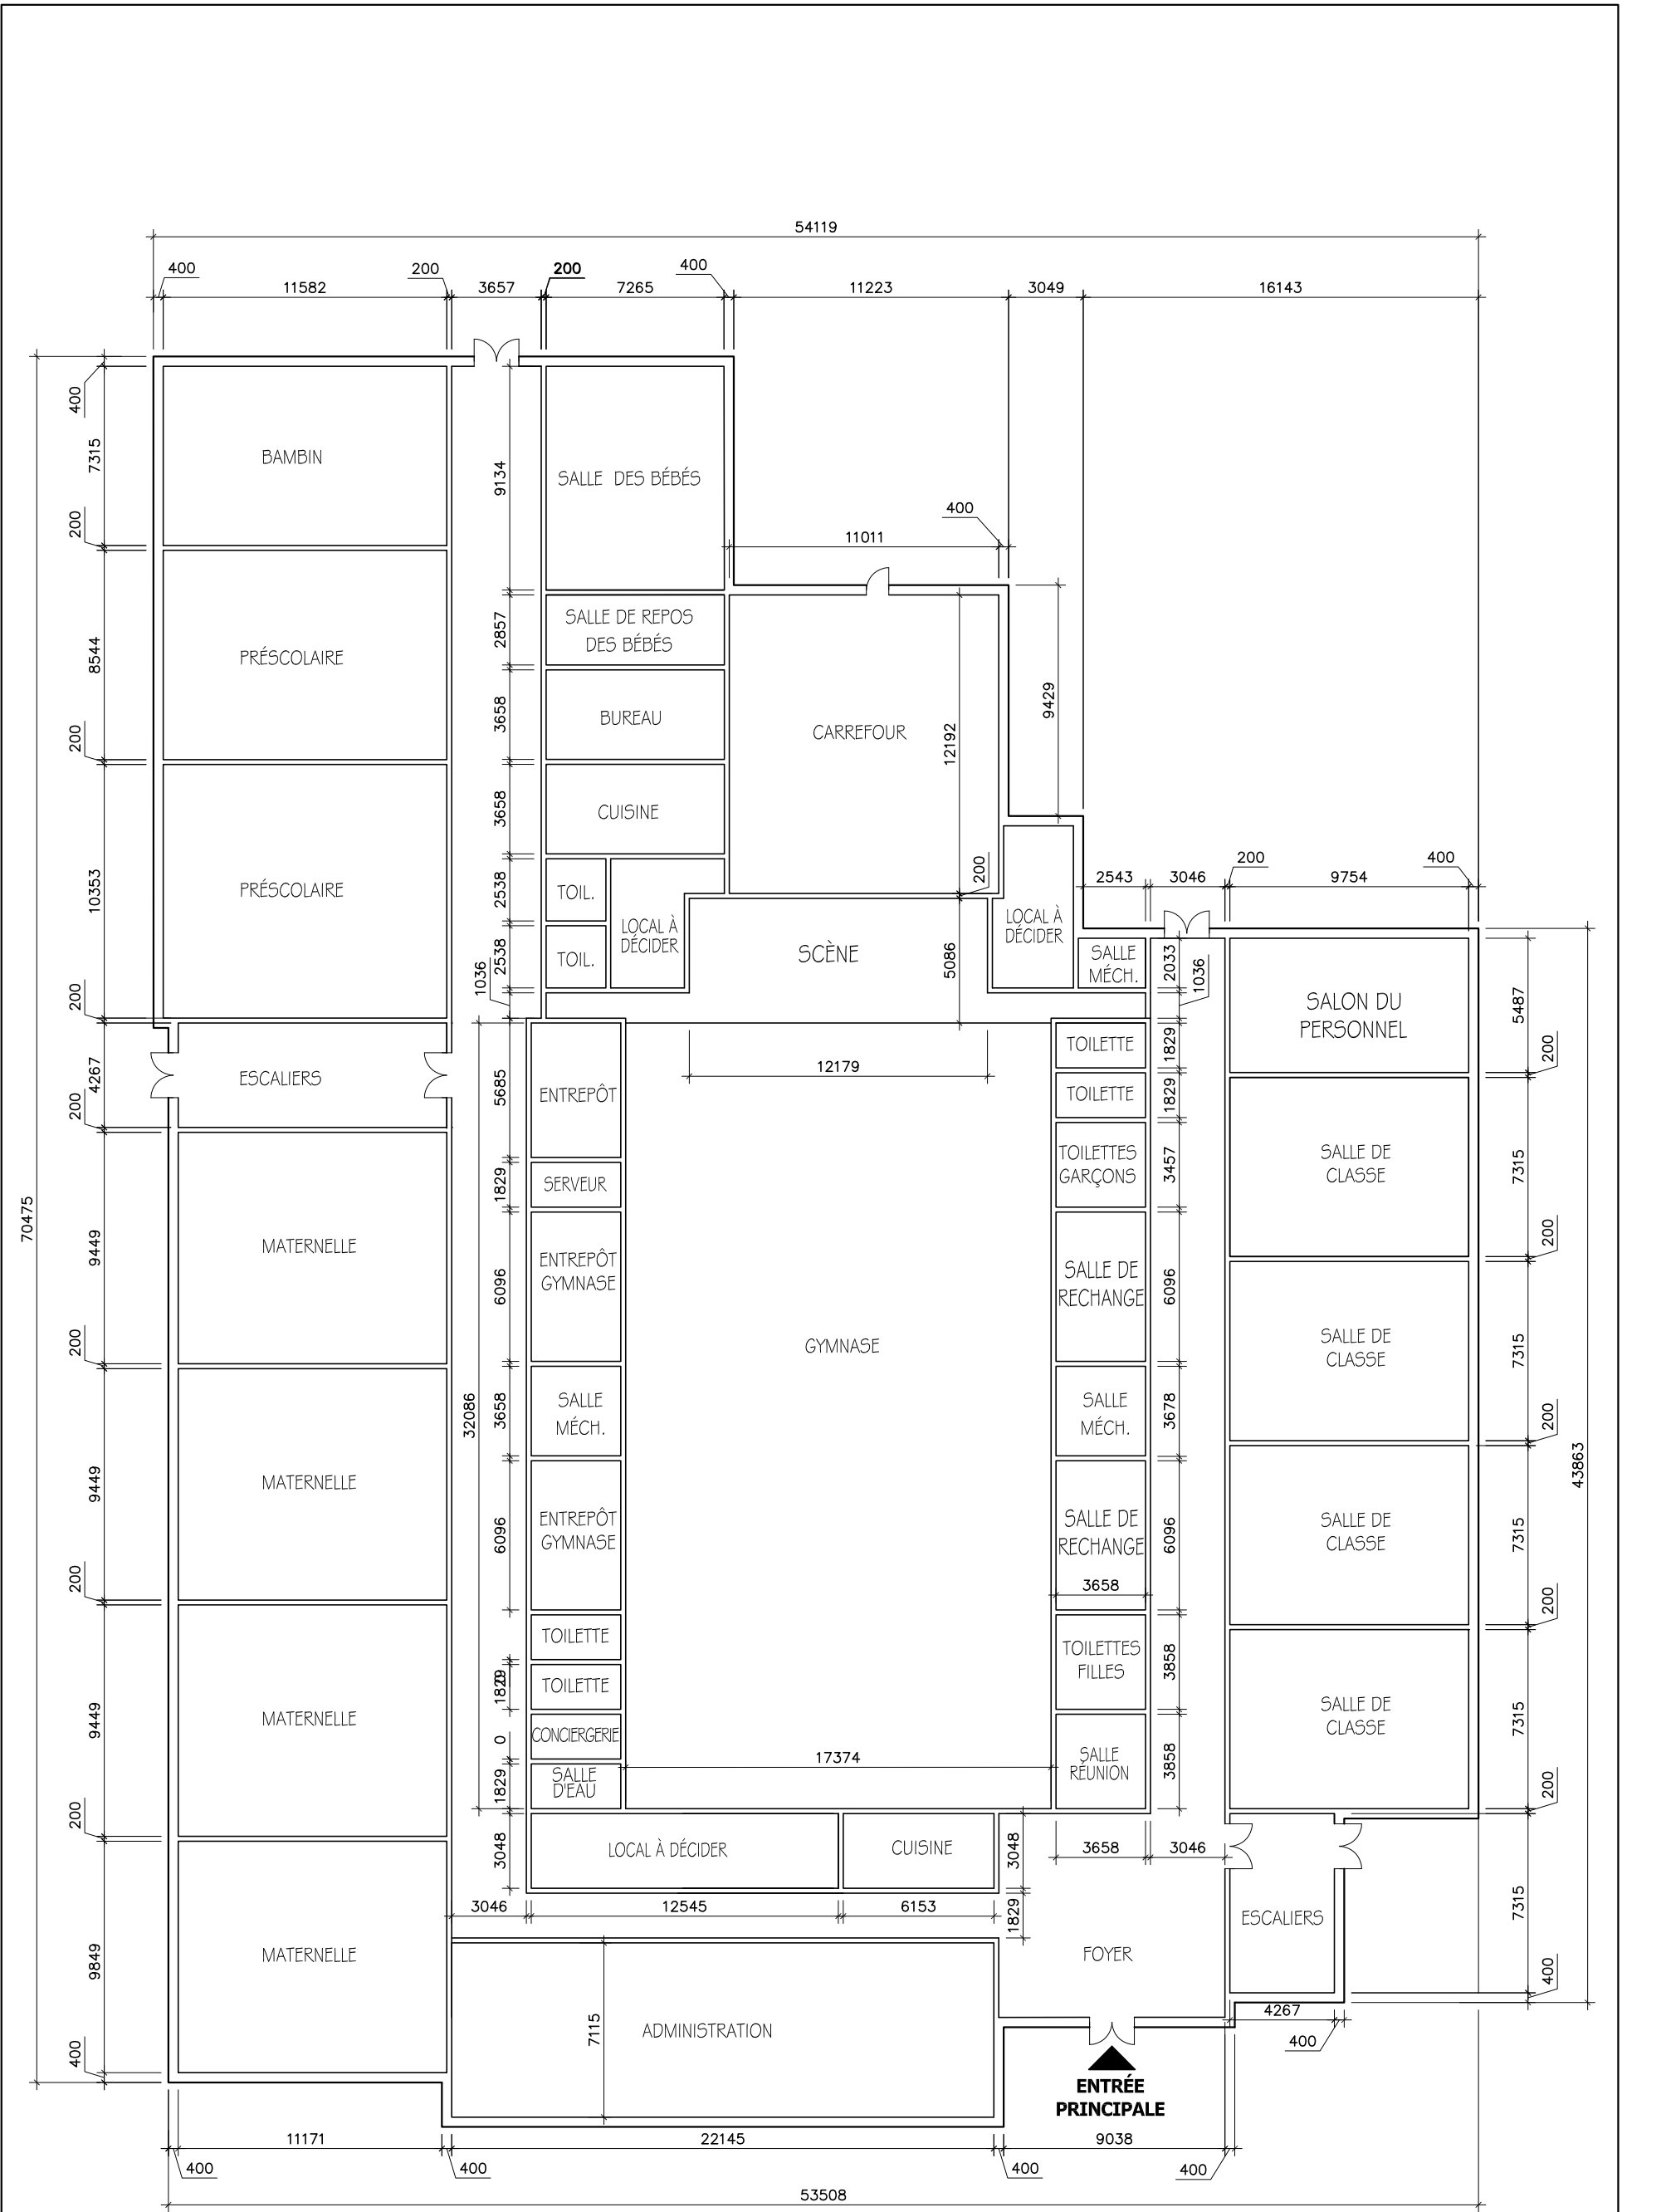 54119
400
11582
200
3657
200
7265
400
11223
3049
16143
400
7315
200
8544
200
10353
200
4267
200
9449
200
9449
200
9449
200
9849
400
70475
BAMBIN
PRÉSCOLAIRE
PRÉSCOLAIRE
ESCALIERS
MATERNELLE
MATERNELLE
MATERNELLE
MATERNELLE
9134
2857
3658
3658
2538
2538
1036
5685
1829
6096
3658
6096
1829
0
1829
3048
32086
SALLE DES BÉBÉS
SALLE DE REPOS
DES BÉBÉS
BUREAU
CUISINE
TOIL.
TOIL.
LOCAL À
DÉCIDER
400
11011
CARREFOUR
12192
9429
200
SCÈNE
5086
LOCAL À
DÉCIDER
12179
ENTREPÔT
SERVEUR
ENTREPÔT
GYMNASE
SALLE
MÉCH.
ENTREPÔT
GYMNASE
TOILETTE
TOILETTE
CONCIERGERIE
SALLE
D'EAU
GYMNASE
17374
2543
3046
200
9754
400
SALLE
MÉCH.
2033
1036
TOILETTE
1829
TOILETTE
1829
TOILETTES
GARÇONS
3457
SALLE DE
RECHANGE
6096
SALLE
MÉCH.
3678
SALLE DE
RECHANGE
6096
3658
TOILETTES
FILLES
3858
SALLE
RÉUNION
3858
SALON DU
PERSONNEL
SALLE DE
CLASSE
SALLE DE
CLASSE
SALLE DE
CLASSE
SALLE DE
CLASSE
5487
200
7315
200
7315
200
7315
200
7315
200
7315
400
43863
LOCAL À DÉCIDER
CUISINE
3048
3658
3046
3046
12545
6153
1829
ESCALIERS
FOYER
4267
400
ADMINISTRATION
7115
ENTRÉE
PRINCIPALE
11171
22145
9038
400
400
400
400
53508